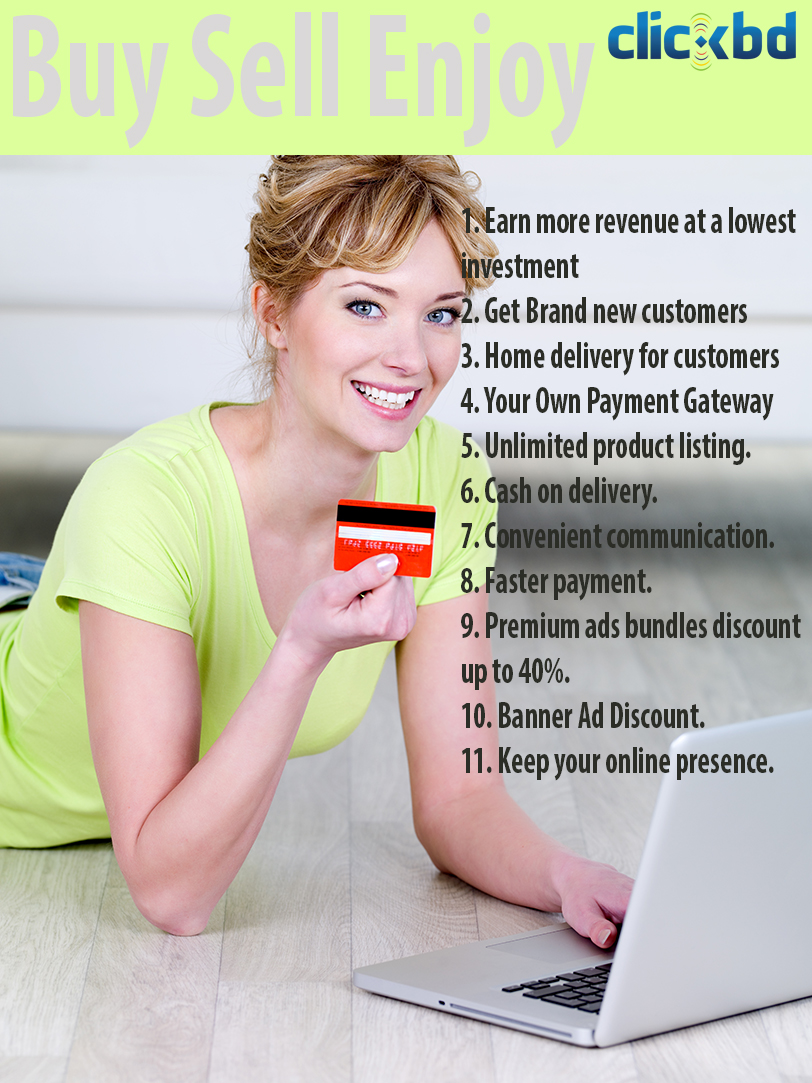 Buy Sell Enjoy
clickbd
1. Earn more revenue at a lowest
investment
2. Get Brand new customers
3. Home delivery for customers
4. Your Own Payment Gateway
5. Unlimited product listing.
6. Cash on delivery.
7. Convenient communication.
8. Faster payment.
9. Premium ads bundles discount
up to 40%.
10. Banner Ad Discount.
11. Keep your online presence.